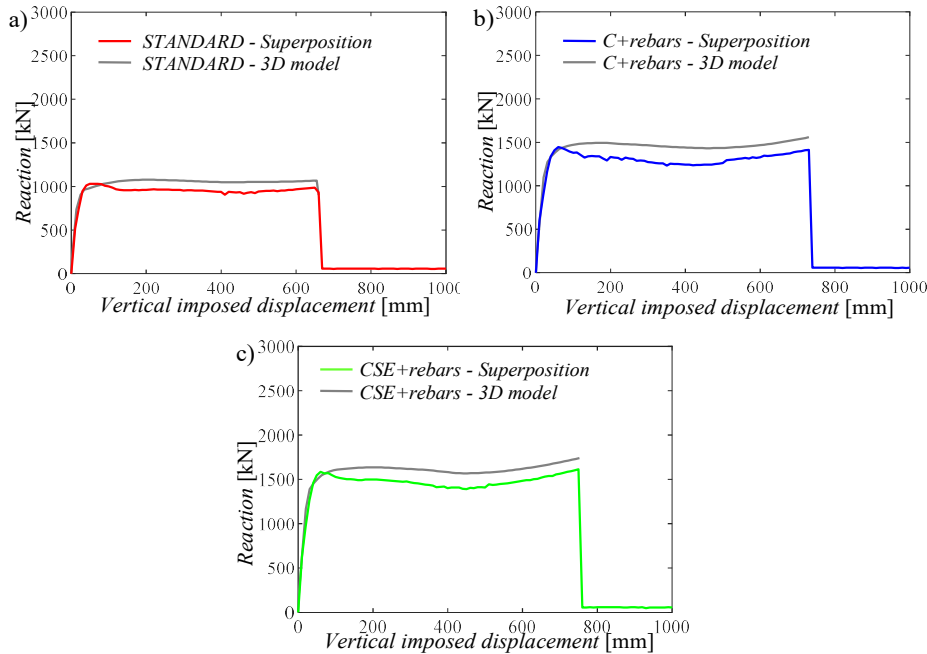 a)
3000
2500
2000
1500
1000
500
0
Reaction [kN]
STANDARD - Superposition
STANDARD - 3D model
0 200 400 600 800 1000
Vertical imposed displacement [mm]
b)
3000
2500
2000
1500
1000
500
0
Reaction [kN]
C+rebars - Superposition
C+rebars - 3D model
0 200 400 600 800 1000
Vertical imposed displacement [mm]
c)
3000
2500
2000
1500
1000
500
0
Reaction [kN]
CSE+rebars - Superposition
CSE+rebars - 3D model
0 200 400 600 800 1000
Vertical imposed displacement [mm]